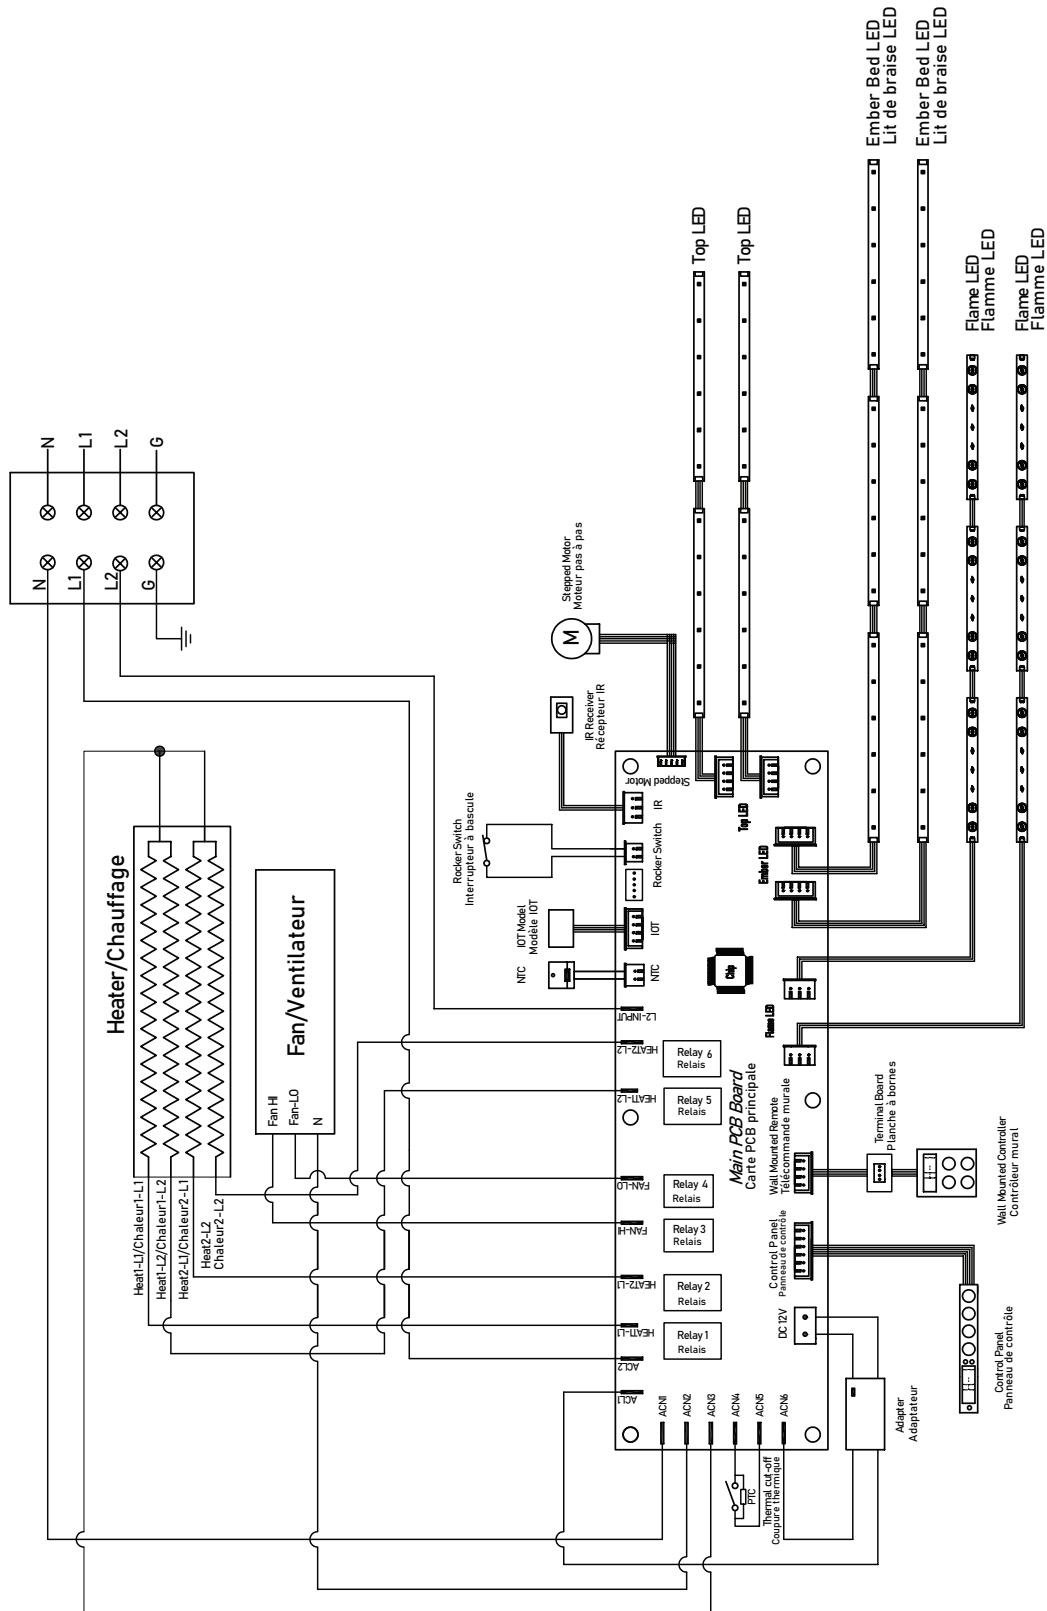 Ember Bed LED
Lit de braise LED
Ember Bed LED
Lit de braise LED
Top LED
Top LED
Flame LED
Flamme LED
Flame LED
Flamme LED
N
L1
L2
G
N
L1
L2
G
Stepped Motor
Moteur pas à pas
M
IR Receiver
Récepteur IR
Rocker Switch
Interrupteur à bascule
IOT Model
Modèle IOT
NTC
Heater/Chauffage
Fan/Ventilateur
Fan HI
Fan-LO
N
Heat1-L1/Chaleur1-L1
Heat1-L2/Chaleur1-L2
Heat2-L1/Chaleur2-L1
Heat2-L2
Chaleur2-L2
Stepped Motor
IR
Rocker Switch
IOT
NTC
Top LED
Ember LED
Flame LED
Chip
L2-INPUT
HEAT2-L2
HEAT1-L2
FAN-LO
FAN-HI
HEAT2-L1
HEAT1-L1
ACL2
ACL1
Relay 6
Relais
Relay 5
Relais
Relay 4
Relais
Relay 3
Relais
Relay 2
Relais
Relay 1
Relais
Main PCB Board
Carte PCB principale
Wall Mounted Remote
Télécommande murale
Control Panel
Panneau de contrôle
DC 12V
ACN1
ACN2
ACN3
ACN4
ACN5
ACN6
PTC
Thermal cut-off
Coupure thermique
Terminal Board
Planche à bornes
Wall Mounted Controller
Contrôleur mural
Control Panel
Panneau de contrôle
Adapter
Adaptateur